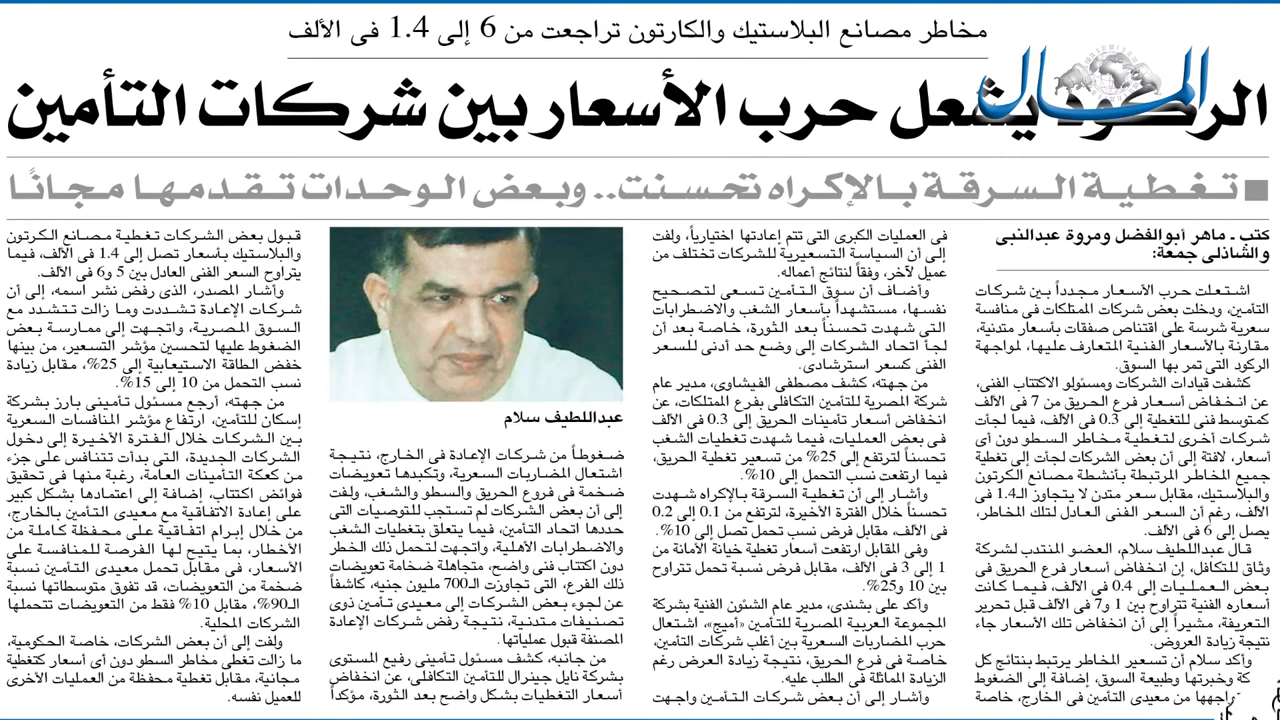 مخاطر مصانع البلاستيك والكارتون تراجعت من 6 إلى 1.4 فى الألف
المال
الركود يشعل حرب الأسعار بين شركات التأمين
تغطية السرقة بالإكراه تحسنت.. وبعض الوحدات تقدمها مجانًا
كتب ـ ماهر أبوالفضل ومروة عبدالنبى
والشاذلى جمعة:
اشتعلت حرب الأسعار مجدداً بين شركات
التأمين، ودخلت بعض شركات الممتلكات فى منافسة
سعرية شرسة على اقتناص صفقات بأسعار متدنية،
مقارنة بالأسعار الفنية المتعارف عليها، لمواجهة
الركود التى تمر بها السوق.
كشفت قيادات الشركات ومسئولو الاكتتاب الفنى،
عن انخفاض أسعار فرع الحريق من 7 فى الألف
كمتوسط فنى للتغطية إلى 0.3 فى الألف، فيما لجأت
شركات أخرى لتغطية مخاطر السطو دون أى
أسعار، لافتة إلى أن بعض الشركات لجأت إلى تغطية
جميع المخاطر المرتبطة بأنشطة مصانع الكرتون
والبلاستيك، مقابل سعر متدن لا يتجاوز الـ1.4 فى
الألف، رغم أن السعر الفنى العادل لتلك المخاطر،
يصل إلى 6 فى الألف.
قال عبداللطيف سلام، العضو المنتدب لشركة
وثاق للتكافل، إن انخفاض أسعار فرع الحريق فى
بعض العمليات إلى 0.4 فى الألف، فيما كانت
أسعاره الفنية تتراوح بين 1 و7 فى الألف قبل تحرير
التعريفة، مشيراً إلى أن انخفاض تلك الأسعار جاء
نتيجة زيادة العروض.
وأكد سلام أن تسعير المخاطر يرتبط بنتائج كل
كة وخبرتها وطبيعة السوق، إضافة إلى الضغوط
واجهها من معيدى التأمين فى الخارج، خاصة
فى العمليات الكبرى التى تتم إعادتها اختيارياً، ولفت
إلى أن السياسة التسعيرية للشركات تختلف من
عميل لآخر، وفقاً لنتائج أعماله.
وأضاف أن سوق التأمين تسعى لتصحيح
نفسها، مستشهداً بأسعار الشغب والاضطرابات
التى شهدت تحسناً بعد الثورة، خاصة بعد أن
لجأ اتحاد الشركات إلى وضع حد أدنى للسعر
الفنى كسعر استرشادى.
من جهته، كشف مصطفى الفيشاوى، مدير عام
شركة المصرية للتأمين التكافلى بفرع الممتلكات، عن
انخفاض أسعار تأمينات الحريق إلى 0.3 فى الألف
فى بعض العمليات، فيما شهدت تغطيات الشغب
تحسناً لترتفع إلى 25% من تسعير تغطية الحريق،
فيما ارتفعت نسب التحمل إلى 10%.
وأشار إلى أن تغطية السرقة بالإكراه شهدت
تحسناً خلال الفترة الأخيرة، لترتفع من 0.1 إلى 0.2
فى الألف، مقابل فرض نسب تحمل تصل إلى 10%.
وفى المقابل ارتفعت أسعار تغطية خيانة الأمانة من
1 إلى 3 فى الألف، مقابل فرض نسبة تحمل تتراوح
بين 10 و25%.
وأكد على بشندى، مدير عام الشئون الفنية بشركة
المجموعة العربية المصرية للتأمين «أميج»، اشتعال
حرب المضاربات السعرية بين أغلب شركات التأمين،
خاصة فى فرع الحريق، نتيجة زيادة العرض رغم
الزيادة المماثلة فى الطلب عليه.
وأشار إلى أن بعض شركات التأمين واجهت
عبداللطيف سلام
ضغوطاً من شركات الإعادة فى الخارج، نتيجة
اشتعال المضاربات السعرية، وتكبدها تعويضات
ضخمة فى فروع الحريق والسطو والشغب، ولفت
إلى أن بعض الشركات لم تستجب للتوصيات التى
حددها اتحاد التأمين، فيما يتعلق بتغطيات الشغب
والاضطرابات الأهلية، واتجهت لتحمل ذلك الخطر
دون اكتتاب فنى واضح، متجاهلة ضخامة تعويضات
ذلك الفرع، التى تجاوزت الـ700 مليون جنيه، كاشفاً
عن لجوء بعض الشركات إلى معيدى تأمين ذوى
تصنيفات متدنية، نتيجة رفض شركات الإعادة
المصنفة قبول عملياتها.
من جانبه، كشف مسئول تأمينى رفيع المستوى
بشركة نايل جينرال للتأمين التكافلى، عن انخفاض
أسعار التغطيات بشكل واضح بعد الثورة، مؤكداً
قبول بعض الشركات تغطية مصانع الكرتون
والبلاستيك بأسعار تصل إلى 1.4 فى الألف، فيما
يتراوح السعر الفنى العادل بين 5 و6 فى الألف.
وأشار المصدر، الذى رفض نشر اسمه، إلى أن
شركات الإعادة تشددت وما زالت تتشدد مع
السوق المصرية، واتجهت إلى ممارسة بعض
الضغوط عليها لتحسين مؤشر التسعير، من بينها
خفض الطاقة الاستيعابية إلى 25%، مقابل زيادة
نسب التحمل من 10 إلى 15%.
من جهته، أرجع مسئول تأمينى بارز بشركة
إسكان للتأمين، ارتفاع مؤشر المنافسات السعرية
بين الشركات خلال الفترة الأخيرة إلى دخول
الشركات الجديدة، التى بدأت تتنافس على جزء
من كعكة التأمينات العامة، رغبة منها فى تحقيق
فوائض اكتتاب، إضافة إلى اعتمادها بشكل كبير
على إعادة الاتفاقية مع معيدى التأمين بالخارج،
من خلال إبرام اتفاقية على محفظة كاملة من
الأخطار، بما يتيح لها الفرصة للمنافسة على
الأسعار، فى مقابل تحمل معيدى التأمين نسبة
ضخمة من التعويضات، قد تفوق متوسطاتها نسبة
الـ90%، مقابل 10% فقط من التعويضات تتحملها
الشركات المحلية.
ولفت إلى أن بعض الشركات، خاصة الحكومية،
ما زالت تغطى مخاطر السطو دون أى أسعار كتغطية
مجانية، مقابل تغطية محفظة من العمليات الأخرى
للعميل نفسه.